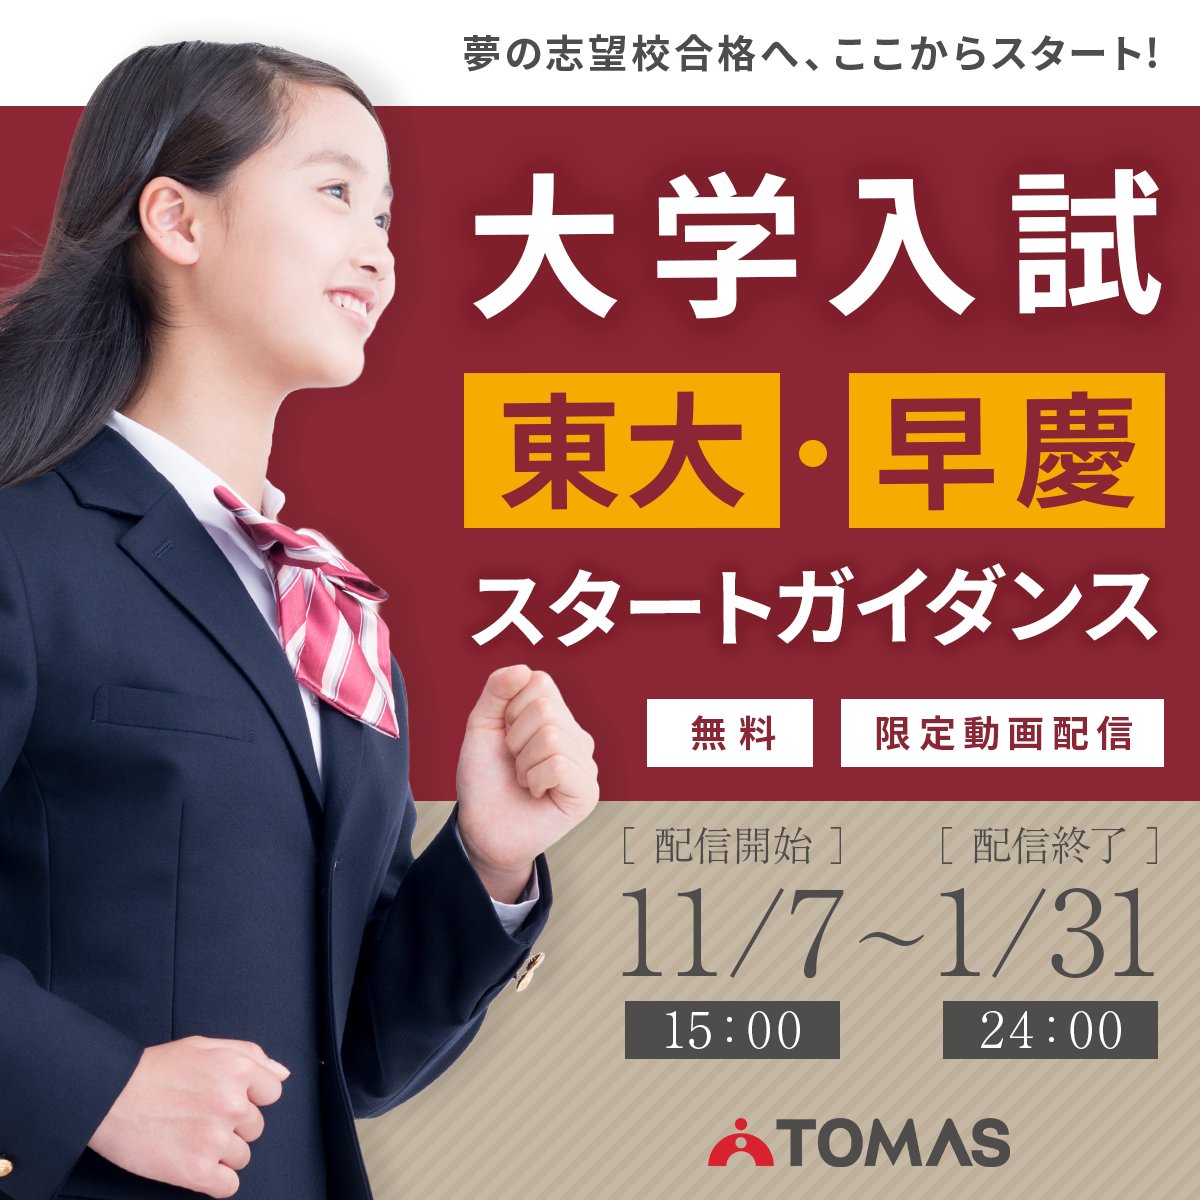 夢の志望校合格へ、ここからスタート!
大学入試
東大・早慶
スタートガイダンス
無料 限定動画配信
[ 配信開始 ] [ 配信終了 ]
11/7～1/31
15：00 24：00
TOMAS